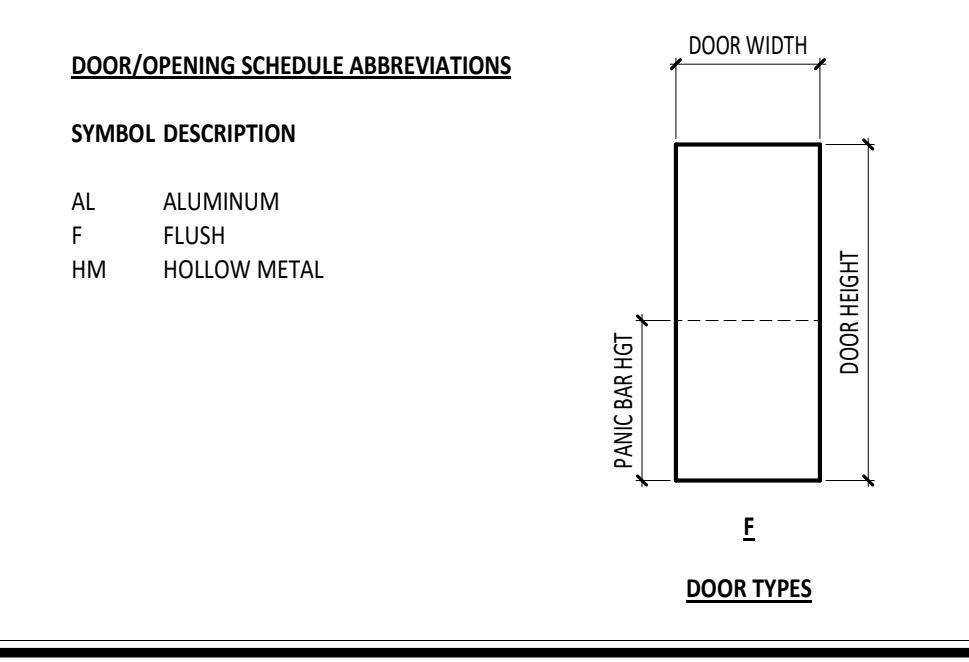 DOOR/OPENING SCHEDULE ABBREVIATIONS
SYMBOL DESCRIPTION
AL ALUMINUM
F FLUSH
HM HOLLOW METAL
DOOR WIDTH
DOOR HEIGHT
PANIC BAR HGT
F
DOOR TYPES